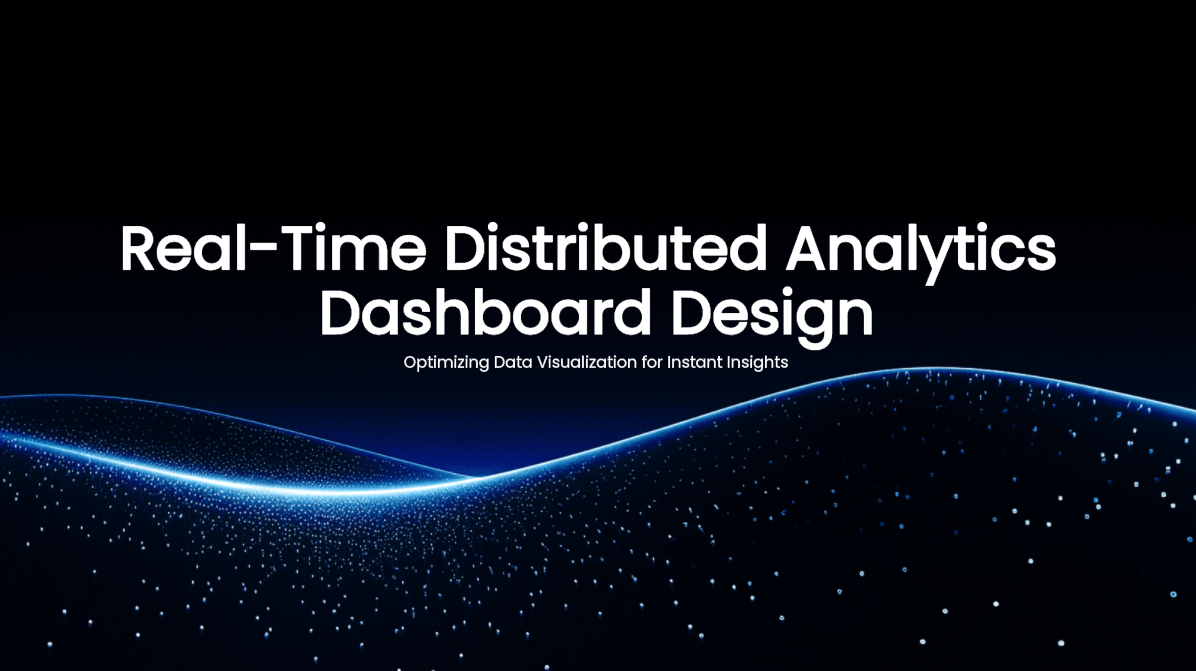 Real-Time Distributed Analytics
Dashboard Design
Optimizing Data Visualization for Instant Insights